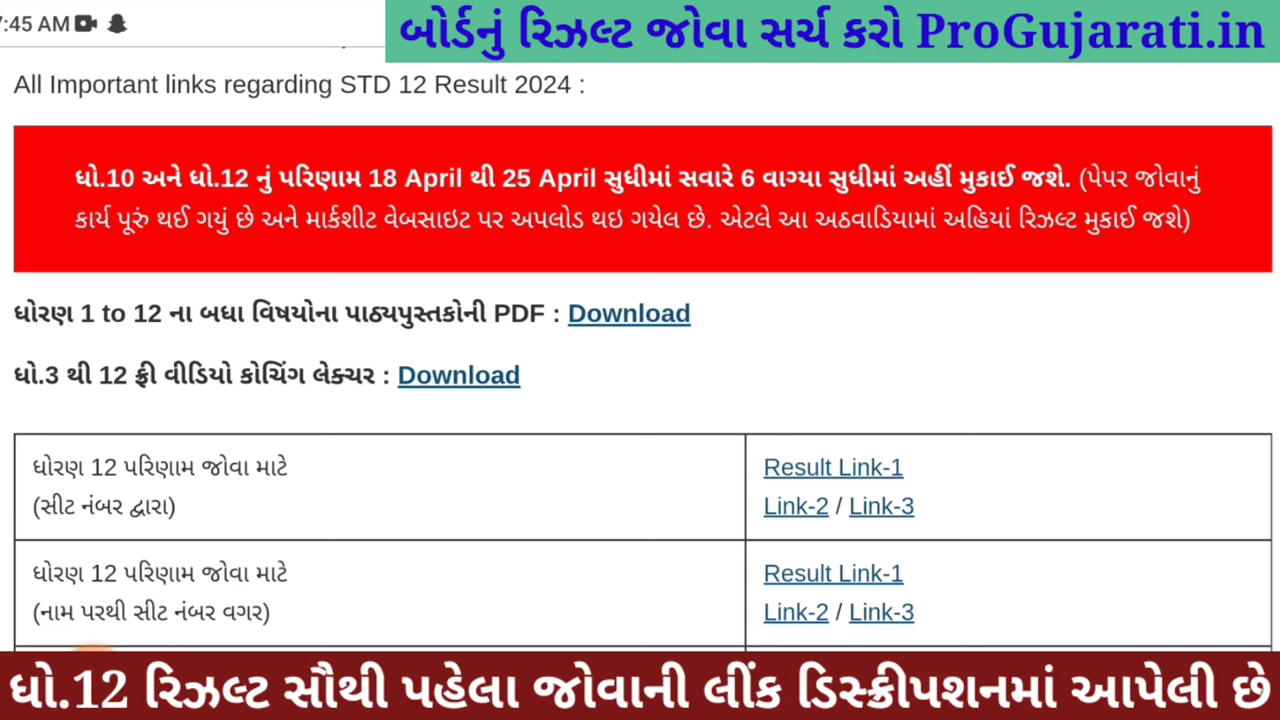 7:45 AM
બોર્ડનું રિઝલ્ટ જોવા સર્ચ કરો ProGujarati.in
All Important links regarding STD 12 Result 2024 :
ધો.10 અને ધો.12 નું પરિણામ 18 April થી 25 April સુધીમાં સવારે 6 વાગ્યા સુધીમાં અહીં મુકાઈ જશે. (પેપર જોવાનું
કાર્ય પૂરું થઈ ગયું છે અને માર્કશીટ વેબસાઇટ પર અપલોડ થઇ ગયેલ છે. એટલે આ અઠવાડિયામાં અહિયાં રિઝલ્ટ મુકાઈ જશે)
ધોરણ 1 to 12 ના બધા વિષયોના પાઠ્યપુસ્તકોની PDF : Download
ધો.3 થી 12 ફ્રી વીડિયો કોચિંગ લેક્ચર : Download
ધોરણ 12 પરિણામ જોવા માટે
(સીટ નંબર દ્વારા)
Result Link-1
Link-2 / Link-3
ધોરણ 12 પરિણામ જોવા માટે
(નામ પરથી સીટ નંબર વગર)
Result Link-1
Link-2 / Link-3
ધો.12 રિઝલ્ટ સૌથી પહેલા જોવાની લીંક ડિસ્ક્રીપશનમાં આપેલી છે